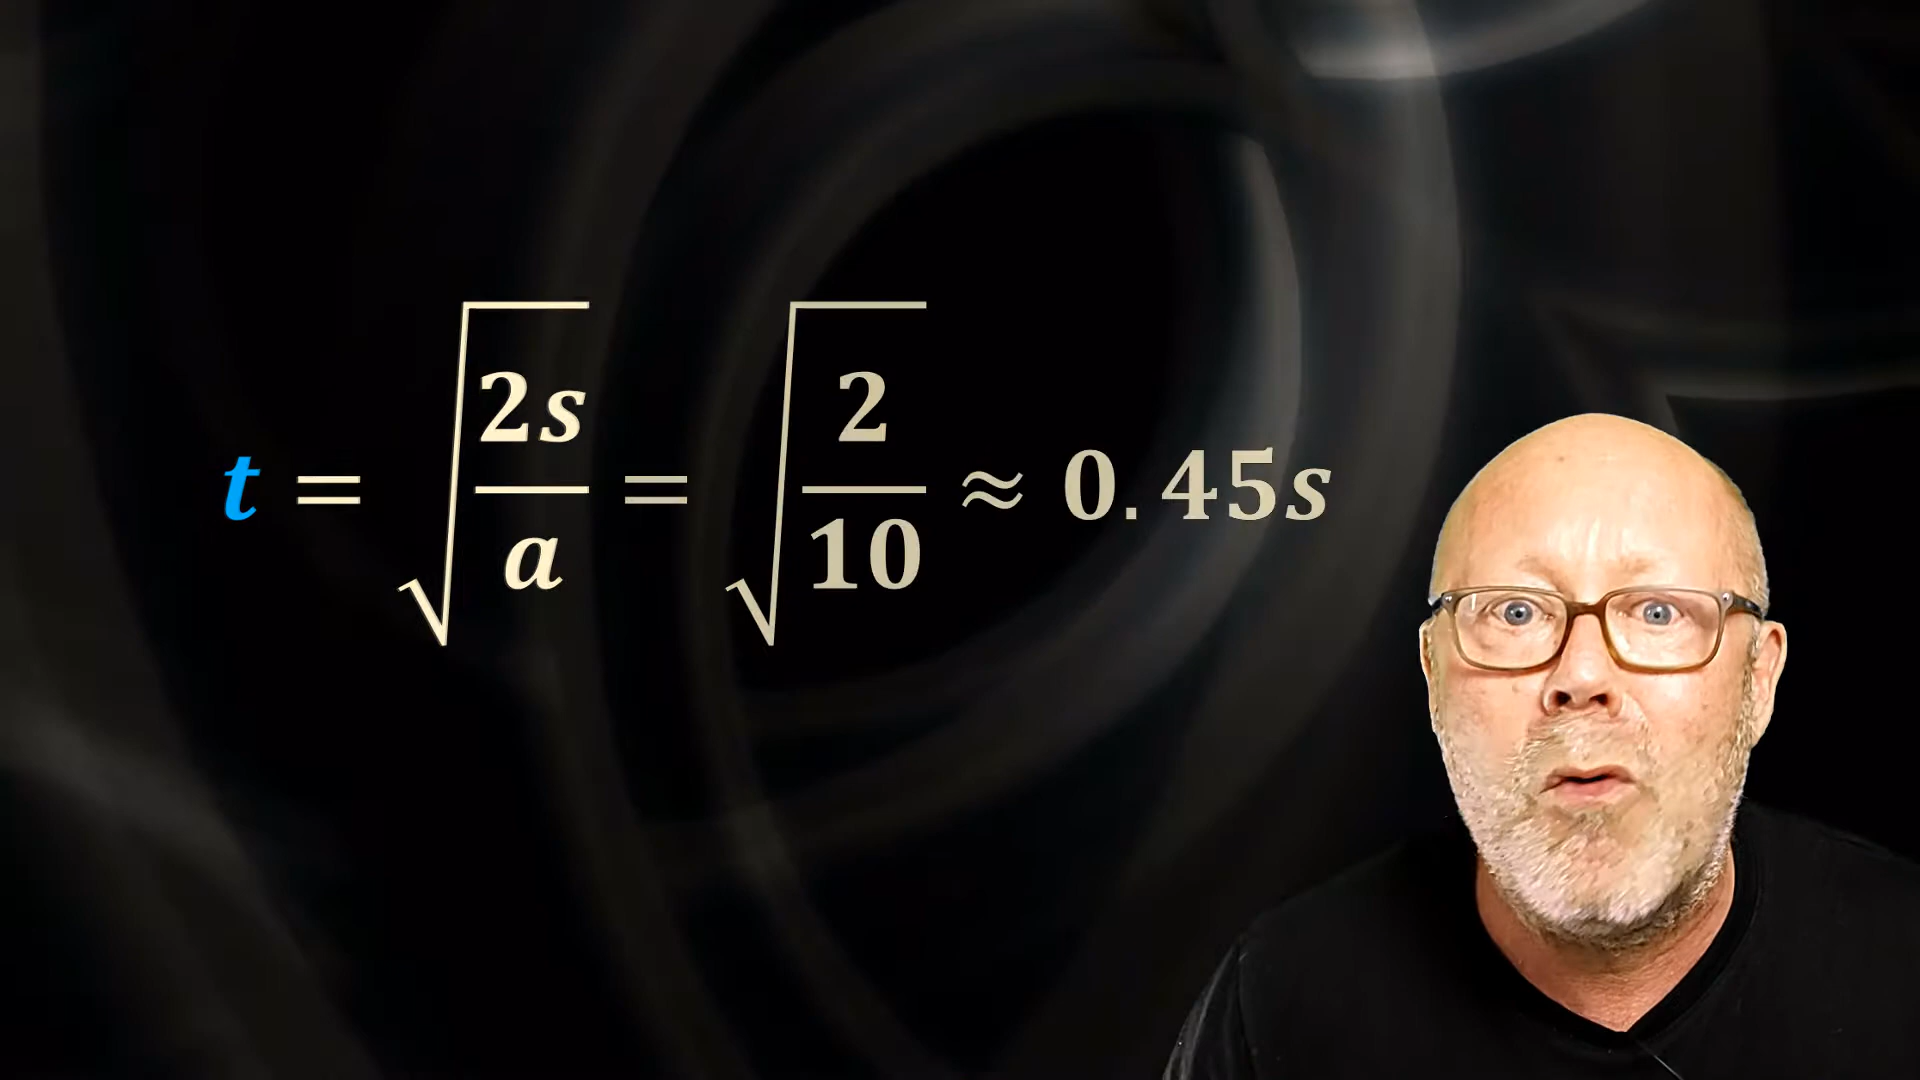 t = √(2s/a) = √(2/10) ≈ 0.45s